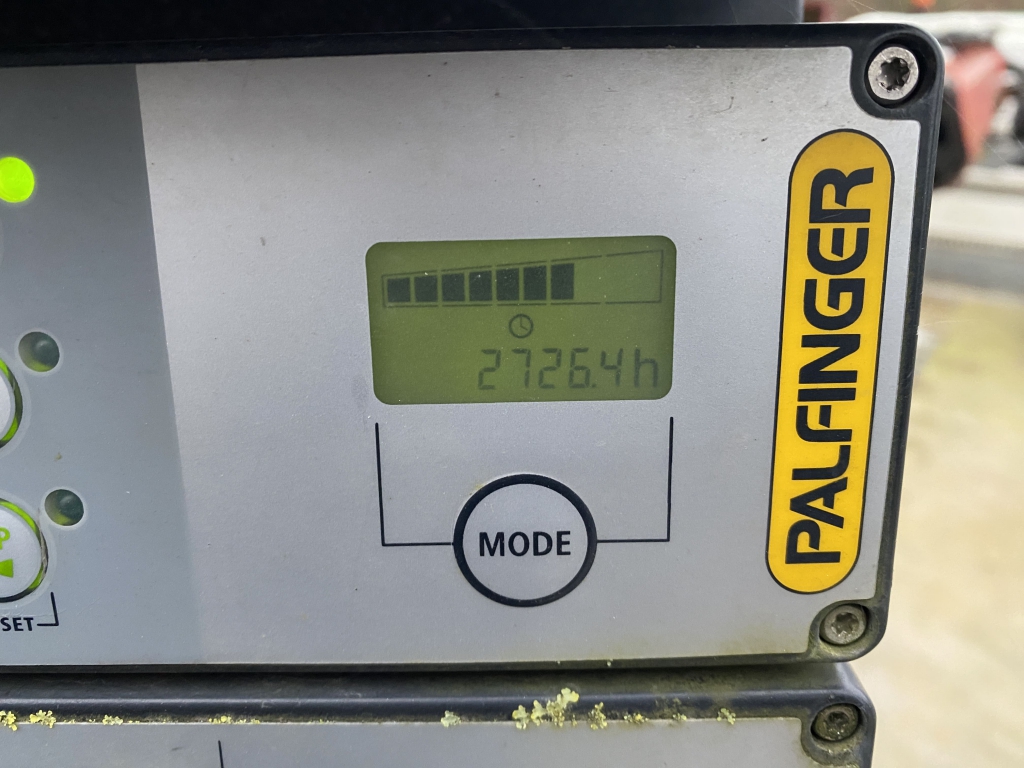 2726.4h
MODE
PALFINGER
P
SET